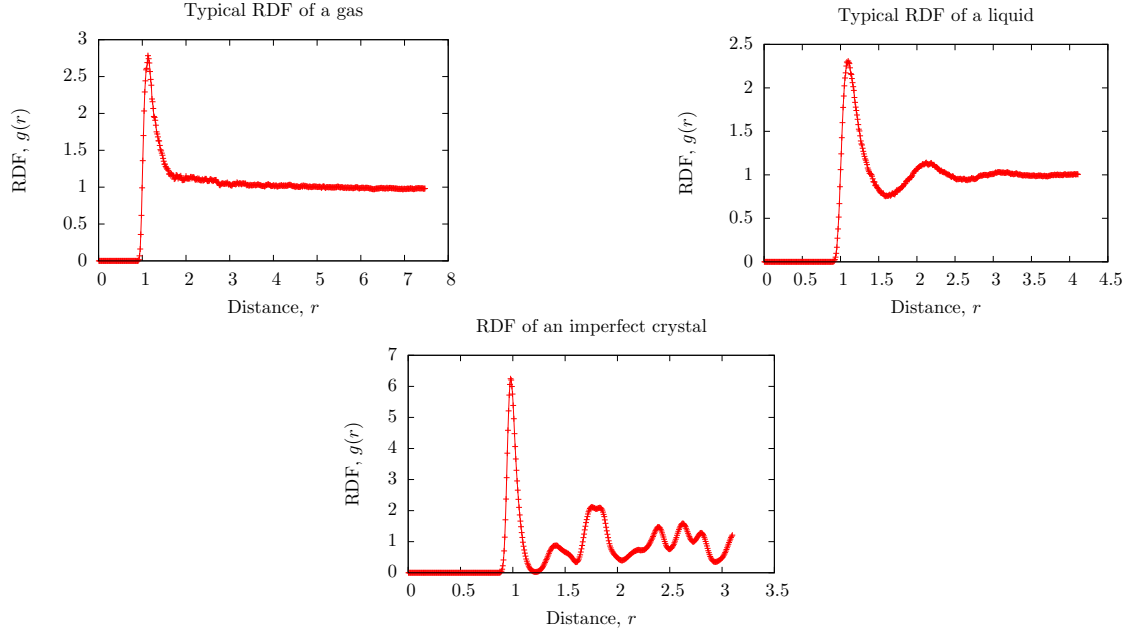 Typical RDF of a gas
3
2.5
2
1.5
1
0.5
0
RDF, g(r)
0 1 2 3 4 5 6 7 8
Distance, r
Typical RDF of a liquid
2.5
2
1.5
1
0.5
0
RDF, g(r)
0 0.5 1 1.5 2 2.5 3 3.5 4 4.5
Distance, r
RDF of an imperfect crystal
7
6
5
4
3
2
1
0
RDF, g(r)
0 0.5 1 1.5 2 2.5 3 3.5
Distance, r